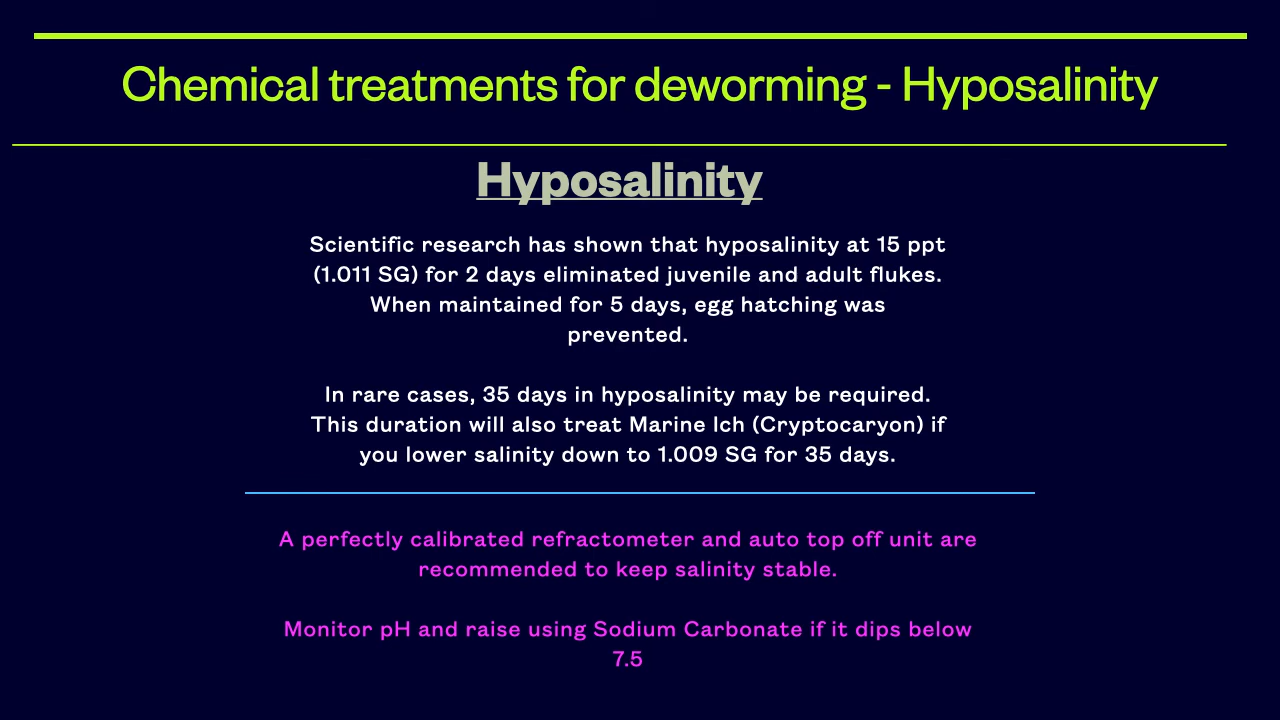 Chemical treatments for deworming - Hyposalinity
Hyposalinity
Scientific research has shown that hyposalinity at 15 ppt
(1.011 SG) for 2 days eliminated juvenile and adult flukes.
When maintained for 5 days, egg hatching was
prevented.
In rare cases, 35 days in hyposalinity may be required.
This duration will also treat Marine Ich (Cryptocaryon) if
you lower salinity down to 1.009 SG for 35 days.
A perfectly calibrated refractometer and auto top off unit are
recommended to keep salinity stable.
Monitor pH and raise using Sodium Carbonate if it dips below
7.5